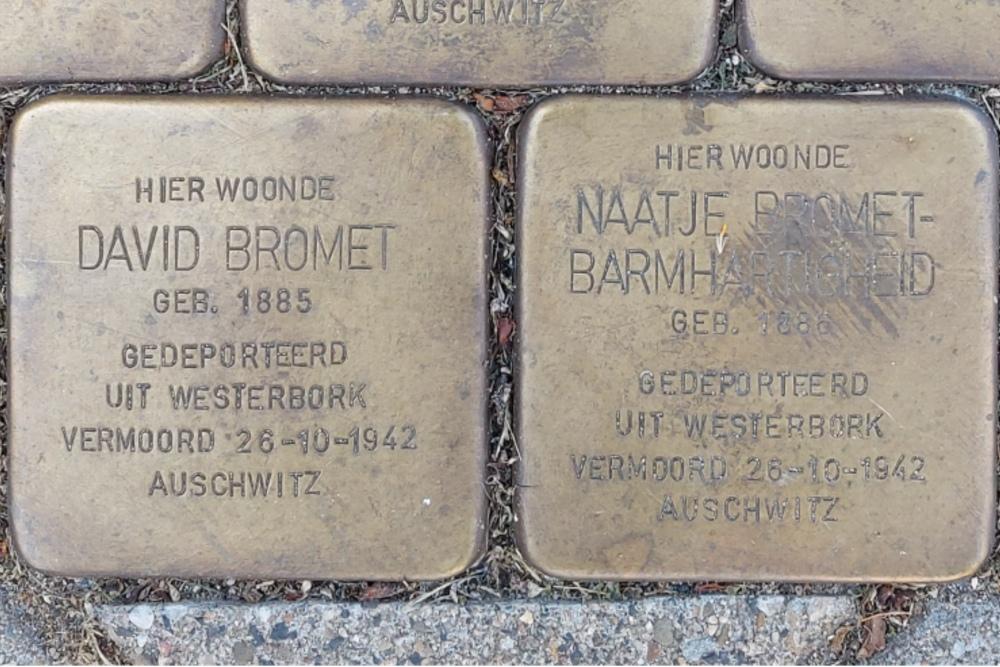 AUSCHWITZ
HIER WOONDE
DAVID BROMET
GEB. 1885
GEDEPORTEERD
UIT WESTERBORK
VERMOORD 26-10-1942
AUSCHWITZ
HIER WOONDE
NAATJE BROMET-
BARMHARTIGHEID
GEB. 1886
GEDEPORTEERD
UIT WESTERBORK
VERMOORD 26-10-1942
AUSCHWITZ